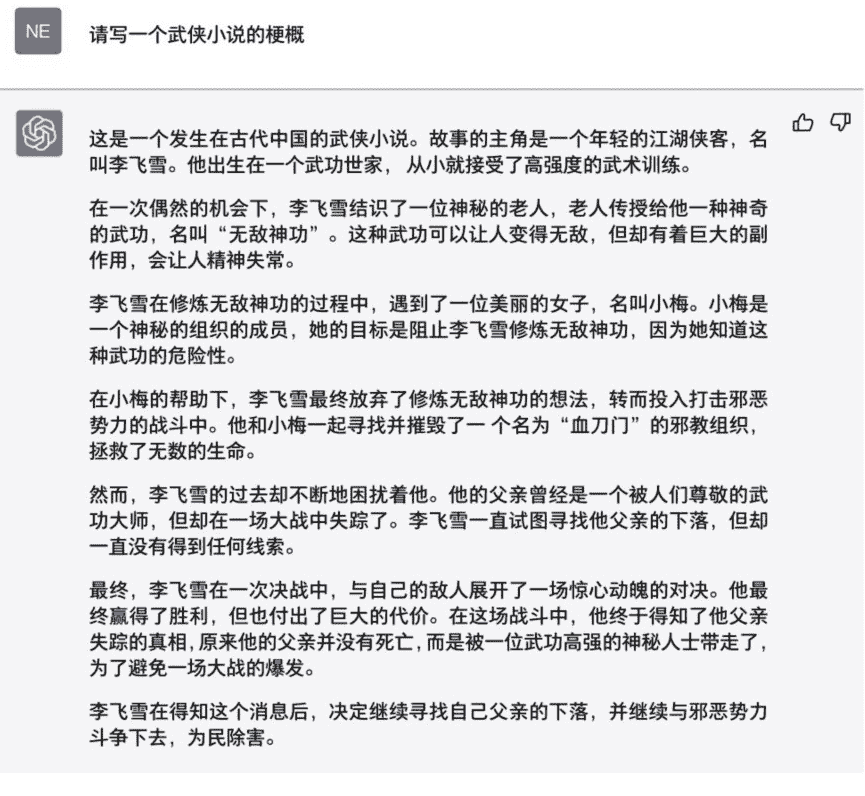 NE
请写一个武侠小说的梗概
这是一个发生在古代中国的武侠小说。故事的主角是一个年轻的江湖侠客，名
叫李飞雪。他出生在一个武功世家， 从小就接受了高强度的武术训练。
在一次偶然的机会下，李飞雪结识了一位神秘的老人，老人传授给他一种神奇
的武功，名叫“无敌神功”。这种武功可以让人变得无敌，但却有着巨大的副
作用，会让人精神失常。
李飞雪在修炼无敌神功的过程中，遇到了一位美丽的女子，名叫小梅。小梅是
一个神秘的组织的成员，她的目标是阻止李飞雪修炼无敌神功，因为她知道这
种武功的危险性。
在小梅的帮助下，李飞雪最终放弃了修炼无敌神功的想法，转而投入打击邪恶
势力的战斗中。他和小梅一起寻找并摧毁了一 个名为“血刀门”的邪教组织，
拯救了无数的生命。
然而，李飞雪的过去却不断地困扰着他。他的父亲曾经是一个被人们尊敬的武
功大师，但却在一场大战中失踪了。李飞雪一直试图寻找他父亲的下落，但却
一直没有得到任何线索。
最终，李飞雪在一次决战中，与自己的敌人展开了一场惊心动魄的对决。他最
终赢得了胜利，但也付出了巨大的代价。在这场战斗中，他终于得知了他父亲
失踪的真相，原来他的父亲并没有死亡，而是被一位武功高强的神秘人士带走了，
为了避免一场大战的爆发。
李飞雪在得知这个消息后，决定继续寻找自己父亲的下落，并继续与邪恶势力
斗争下去，为民除害。